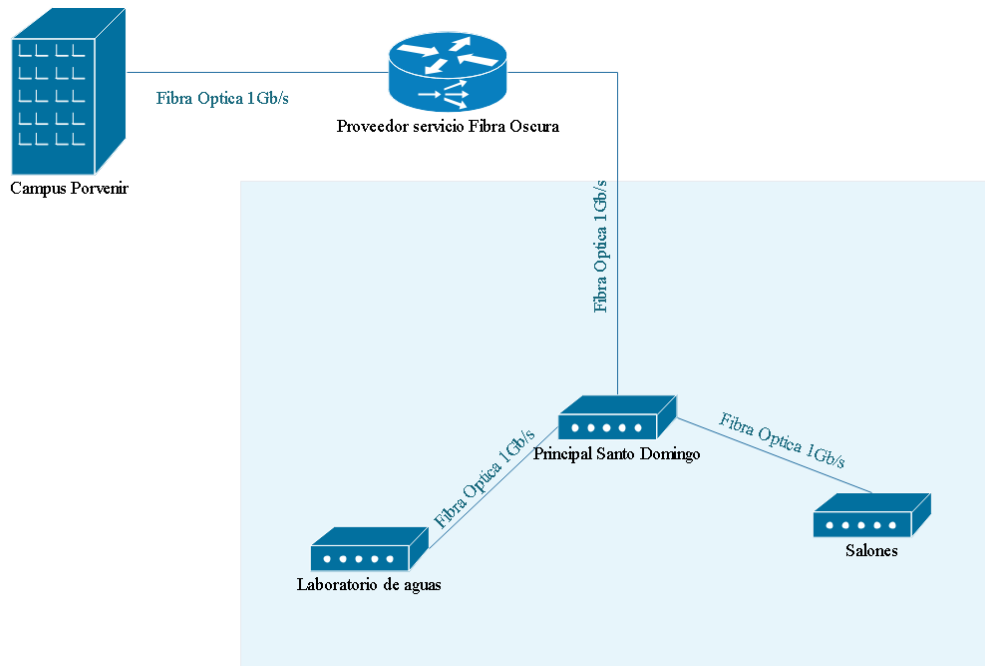 Fibra Optica 1Gb/s
Proveedor servicio Fibra Oscura
Campus Porvenir
Fibra Optica 1Gb/s
Fibra Optica 1Gb/s
Principal Santo Domingo
Fibra Optica 1Gb/s
Salones
Laboratorio de aguas